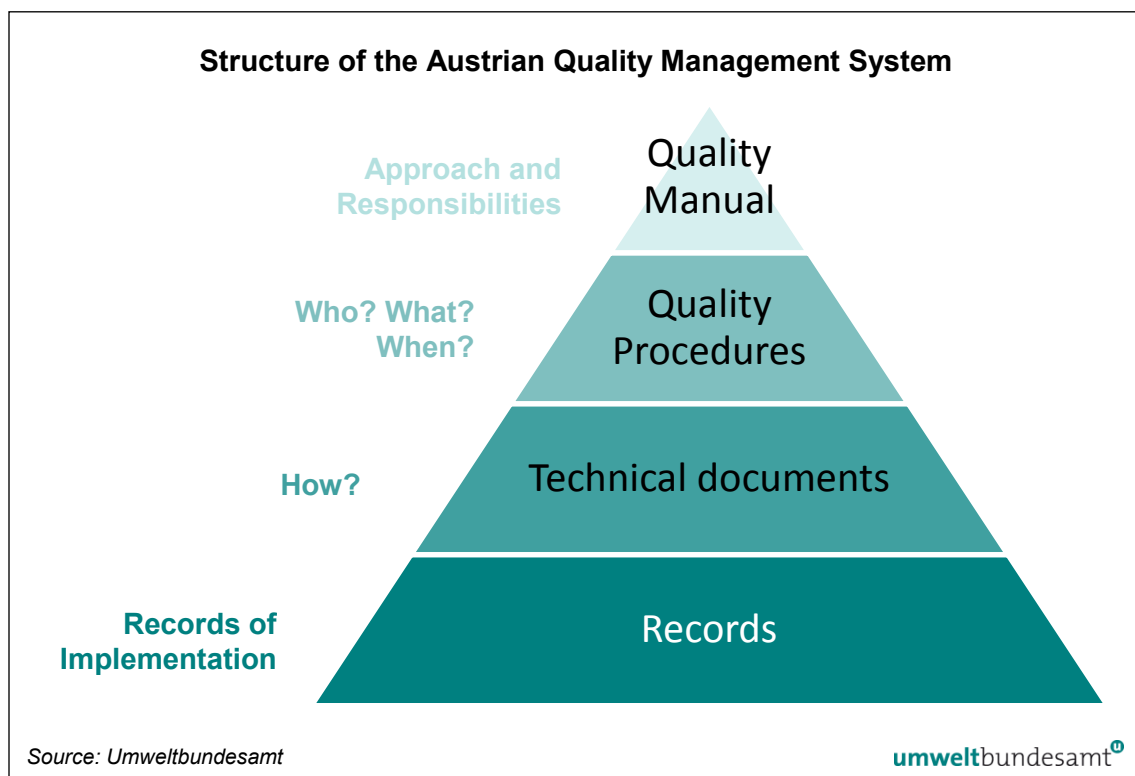 Structure of the Austrian Quality Management System
Approach and
Responsibilities
Quality
Manual
Who? What?
When?
Quality
Procedures
How?
Technical documents
Records of
Implementation
Records
Source: Umweltbundesamt
umweltbundesamt ᵘ